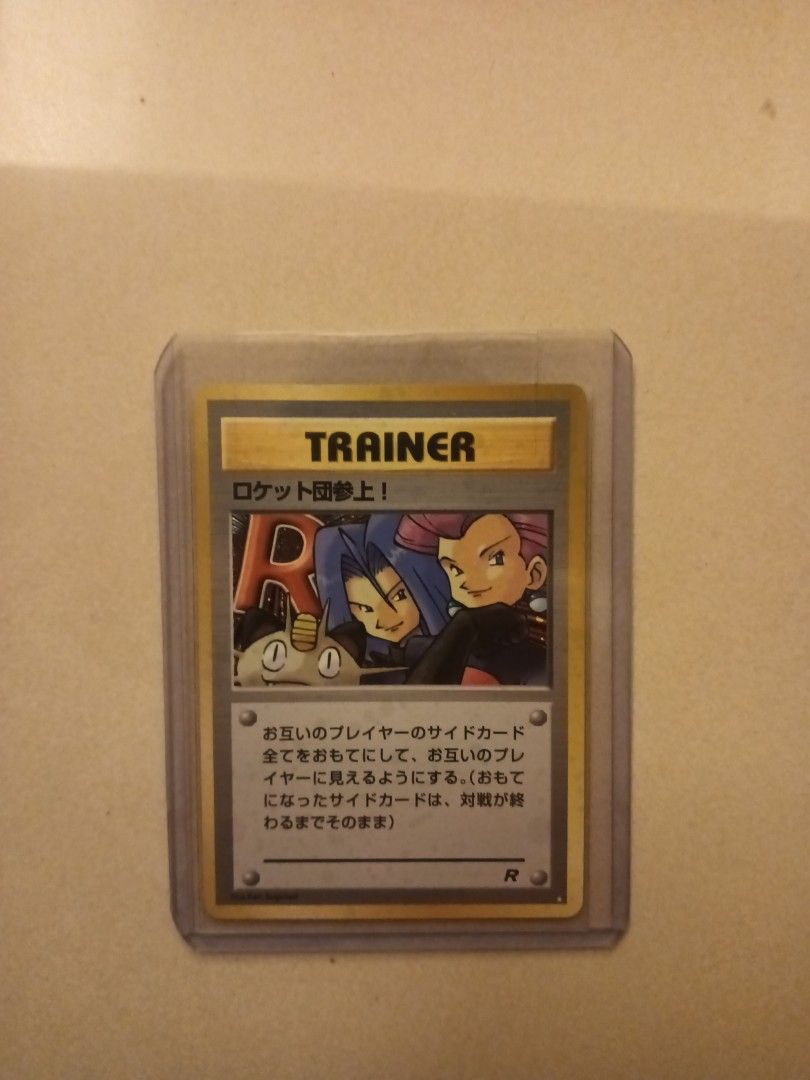 TRAINER
ロケット団参上！
R
お互いのプレイヤーのサイドカード
全てをおもてにして、お互いのプレ
イヤーに見えるようにする。（おもて
になったサイドカードは、対戦が終
わるまでそのまま）
R